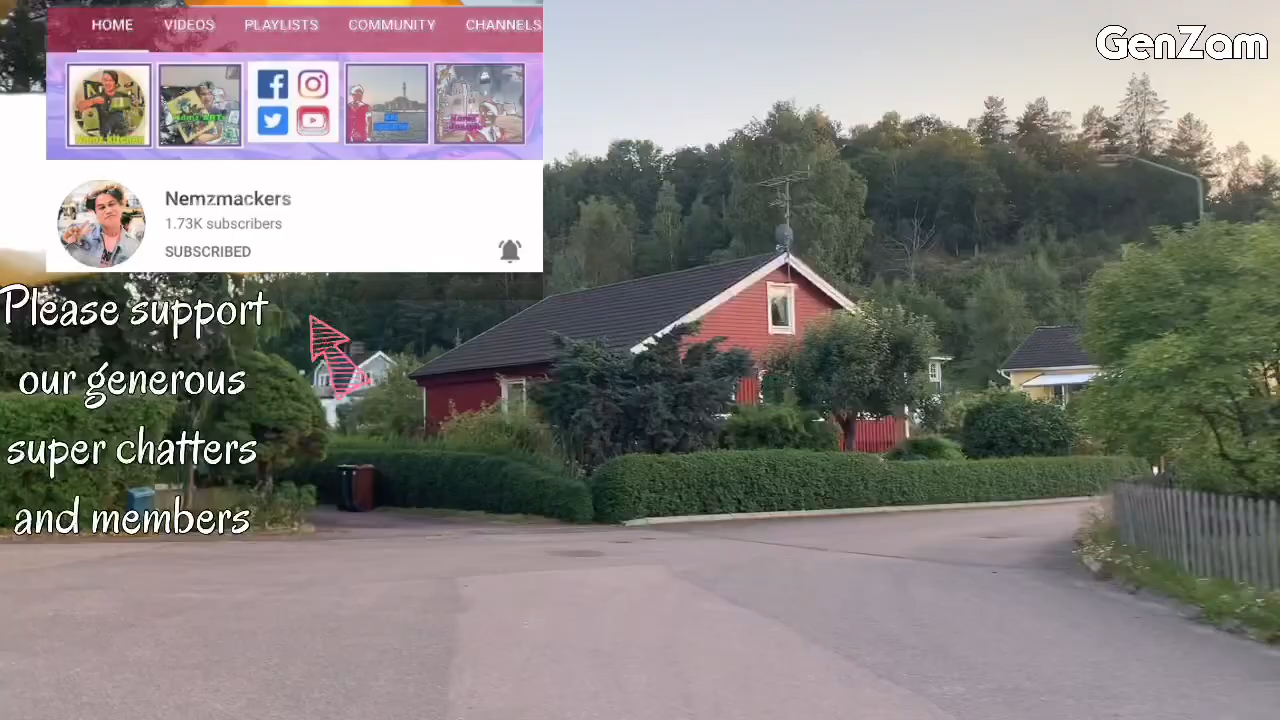 HOME VIDEOS PLAYLISTS COMMUNITY CHANNELS
GenZam
Nemzmackers
1.73K subscribers
SUBSCRIBED
Please support
our generous
super chatters
and members